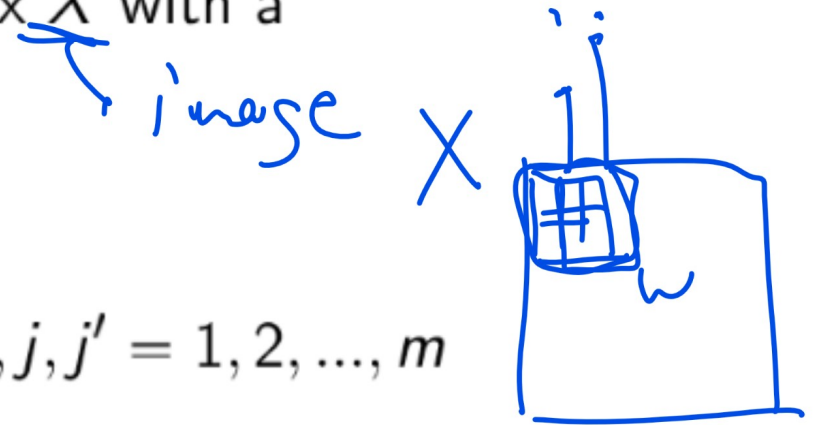 x X with a
image
X
W
, j, j′ = 1, 2, ..., m